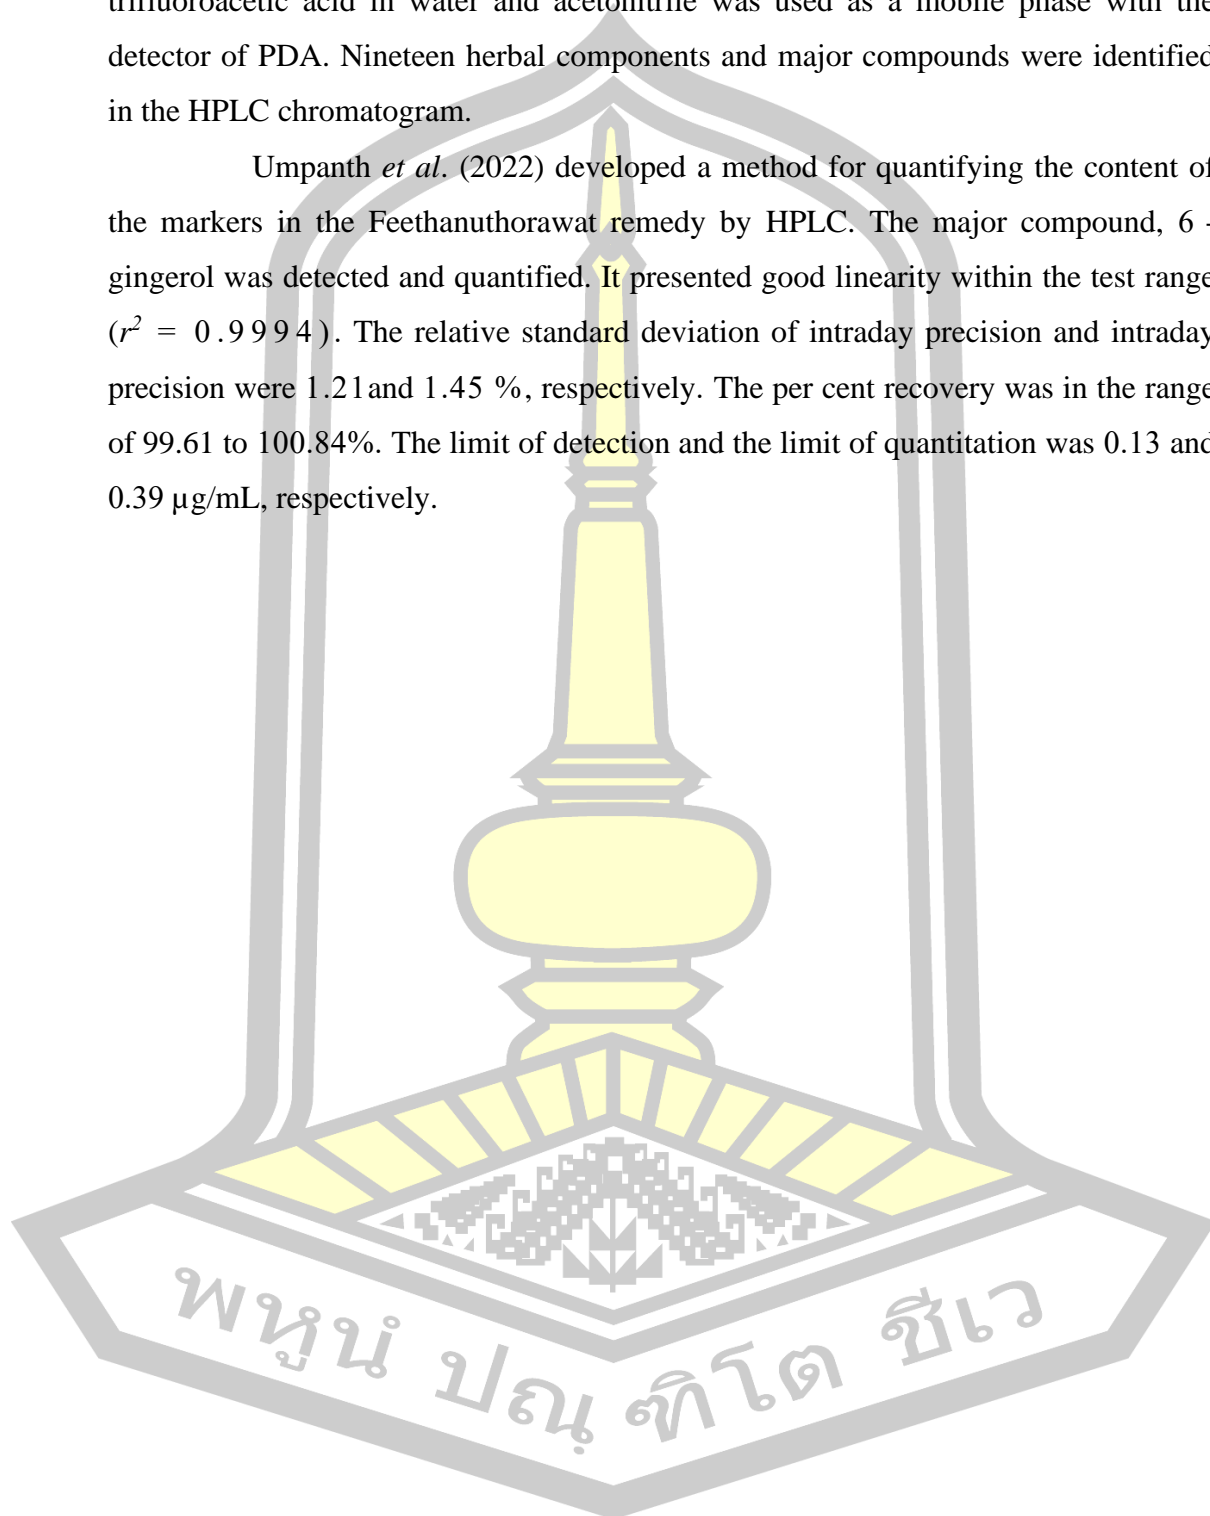 trifluoroacetic acid in water and acetonitrile was used as a mobile phase with the
detector of PDA. Nineteen herbal components and major compounds were identified
in the HPLC chromatogram.
Umpanth et al. (2022) developed a method for quantifying the content of
the markers in the Feethanuthorawat remedy by HPLC. The major compound, 6 -
gingerol was detected and quantified. It presented good linearity within the test range
(r² = 0.9994). The relative standard deviation of intraday precision and intraday
precision were 1.21and 1.45 %, respectively. The per cent recovery was in the range
of 99.61 to 100.84%. The limit of detection and the limit of quantitation was 0.13 and
0.39 µg/mL, respectively.
พหูนํ ปณฺฑิโต ชีเว